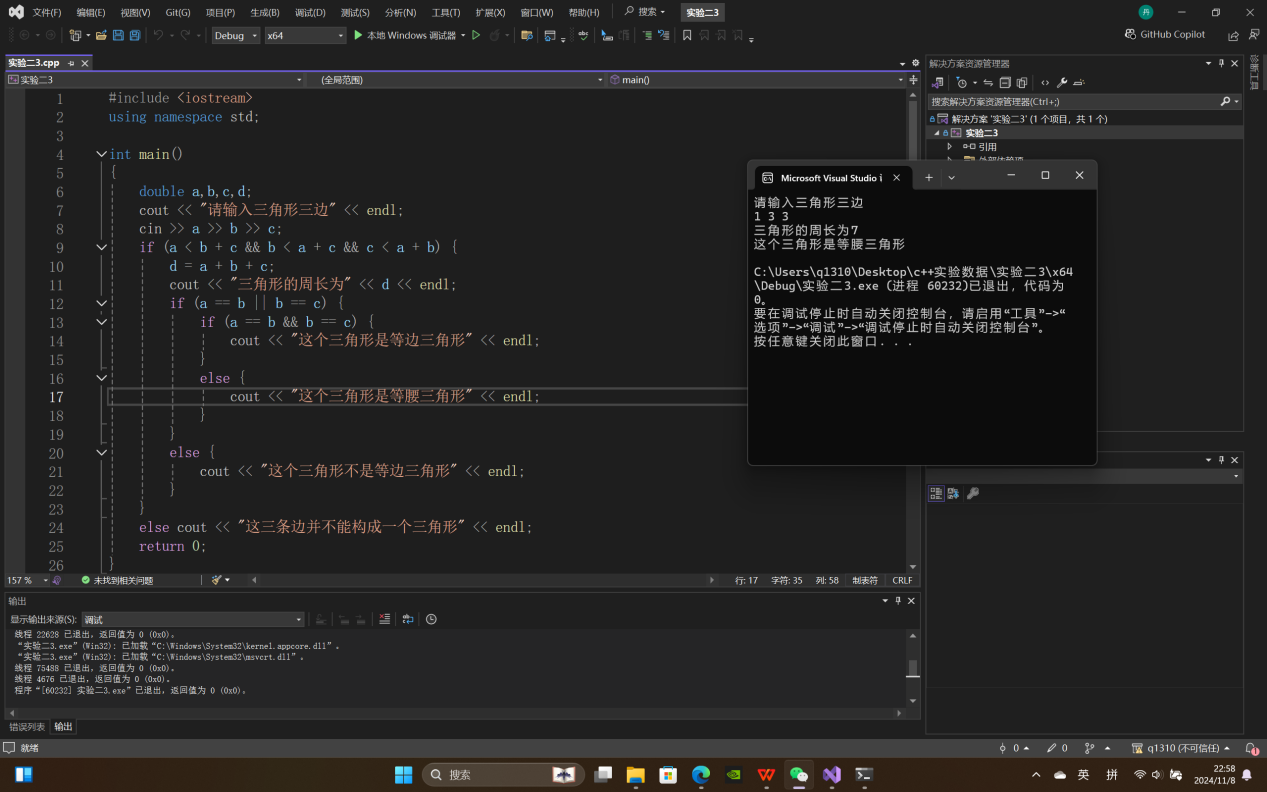 文件(F) 编辑(E) 视图(V) Git(G) 项目(P) 生成(B) 调试(D) 测试(S) 分析(N) 工具(T) 扩展(X) 窗口(W) 帮助(H) 搜索 实验二3 丹
Debug x64 本地 Windows 调试器 GitHub Copilot
实验二3.cpp
实验二3 (全局范围) main()
1 #include <iostream>
2 using namespace std;
3
4 int main()
5 {
6 double a,b,c,d;
7 cout << "请输入三角形三边" << endl;
8 cin >> a >> b >> c;
9 if (a < b + c && b < a + c && c < a + b) {
10 d = a + b + c;
11 cout << "三角形的周长为" << d << endl;
12 if (a == b || b == c) {
13 if (a == b && b == c) {
14 cout << "这个三角形是等边三角形" << endl;
15 }
16 else {
17 cout << "这个三角形是等腰三角形" << endl;
18 }
19 }
20 else {
21 cout << "这个三角形不是等边三角形" << endl;
22 }
23 }
24 else cout << "这三条边并不能构成一个三角形" << endl;
25 return 0;
26 }
157 % 未找到相关问题 行: 17 字符: 35 列: 58 制表符 CRLF
解决方案资源管理器
搜索解决方案资源管理器(Ctrl+;)
解决方案 '实验二3' (1 个项目，共 1 个)
实验二3
引用
外部依赖项
诊断工具
Microsoft Visual Studio i
请输入三角形三边
1 3 3
三角形的周长为7
这个三角形是等腰三角形
C:\Users\q1310\Desktop\c++实验数据\实验二3\x64
\Debug\实验二3.exe (进程 60232)已退出，代码为
0。
要在调试停止时自动关闭控制台，请启用“工具”->“
选项”->“调试”->“调试停止时自动关闭控制台”。
按任意键关闭此窗口. . .
输出
显示输出来源(S): 调试
线程 22628 已退出，返回值为 0 (0x0)。
“实验二3.exe”(Win32): 已加载“C:\Windows\System32\kernel.appcore.dll”。
“实验二3.exe”(Win32): 已加载“C:\Windows\System32\msvcrt.dll”。
线程 75488 已退出，返回值为 0 (0x0)。
线程 4676 已退出，返回值为 0 (0x0)。
程序“[60232] 实验二3.exe”已退出，返回值为 0 (0x0)。
错误列表 输出
就绪 0 0 q1310 (不可信任) 1
搜索 英 拼 22:58
2024/11/8